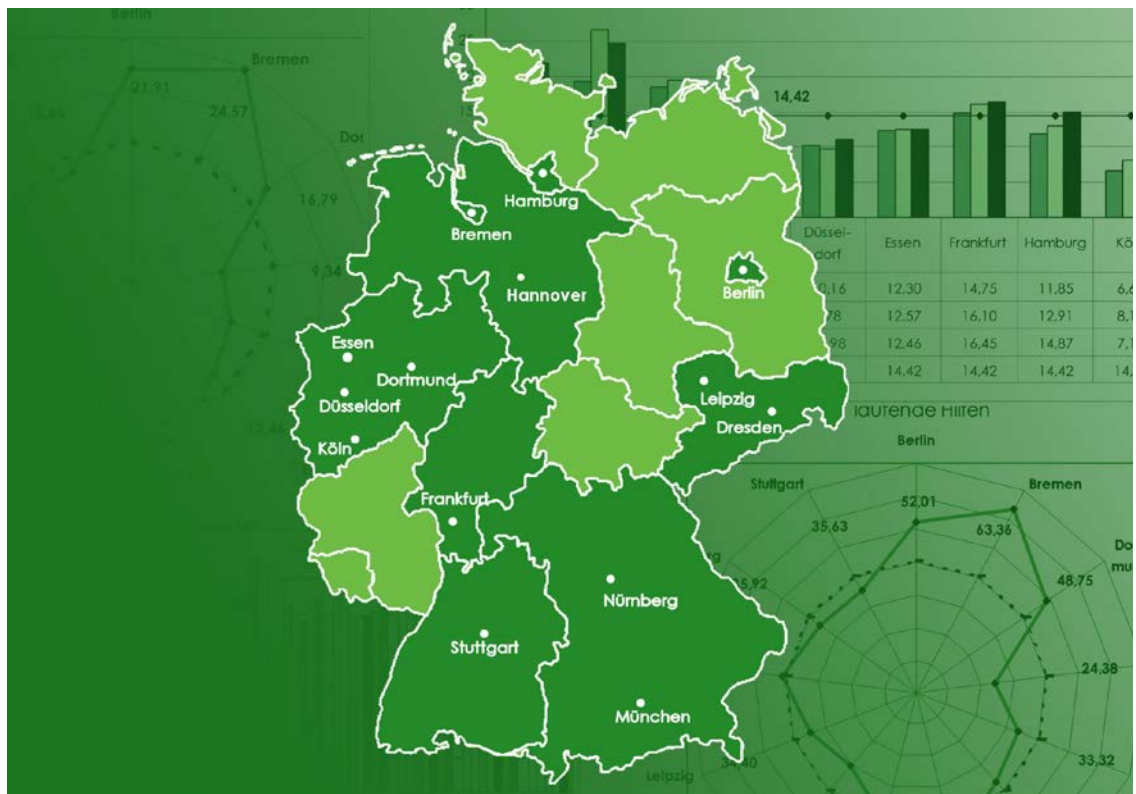 Berlin
Bremen
21,91
24,57
16,79
9,34
14,42
Düssel-
dorf
Essen
Frankfurt
Hamburg
12,30
14,75
11,85
12,57
16,10
12,91
12,46
16,45
14,87
14,42
14,42
14,42
Hamburg
Bremen
Hannover
Berlin
Essen
Dortmund
Düsseldorf
Köln
Leipzig
Dresden
Frankfurt
Nürnberg
Stuttgart
München
laufende Hilfen
Berlin
Stuttgart
Bremen
52,01
35,63
63,36
48,75
24,38
33,32
34,40
Leipzig